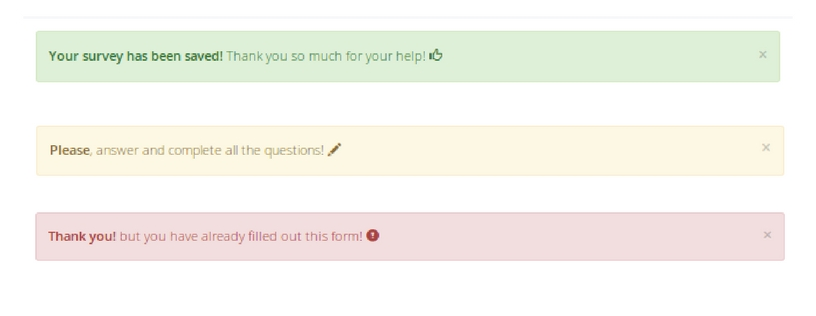 Your survey has been saved! Thank you so much for your help!
Please, answer and complete all the questions!
Thank you! but you have already filled out this form!